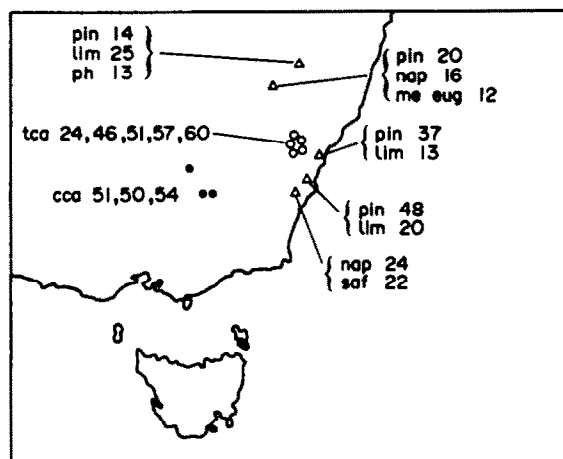 pin 14
lim 25
ph 13
pin 20
nap 16
me eug 12
tca 24,46,51,57,60
pin 37
lim 13
cca 51,50,54
pin 48
lim 20
nap 24
saf 22